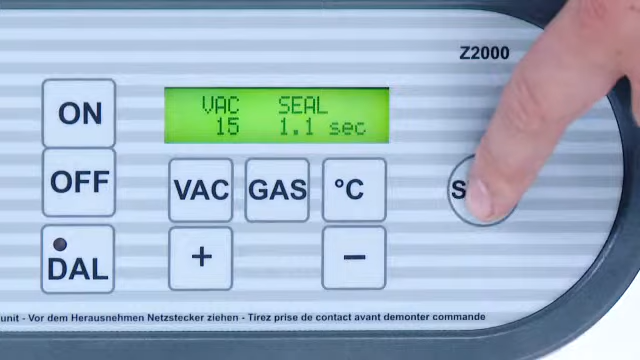 Z2000
ON
VAC SEAL
15 1.1 sec
OFF
VAC GAS °C
DAL
+ −
unit - Vor dem Herausnehmen Netzstecker ziehen - Tirez prise de contact avant demonter commande